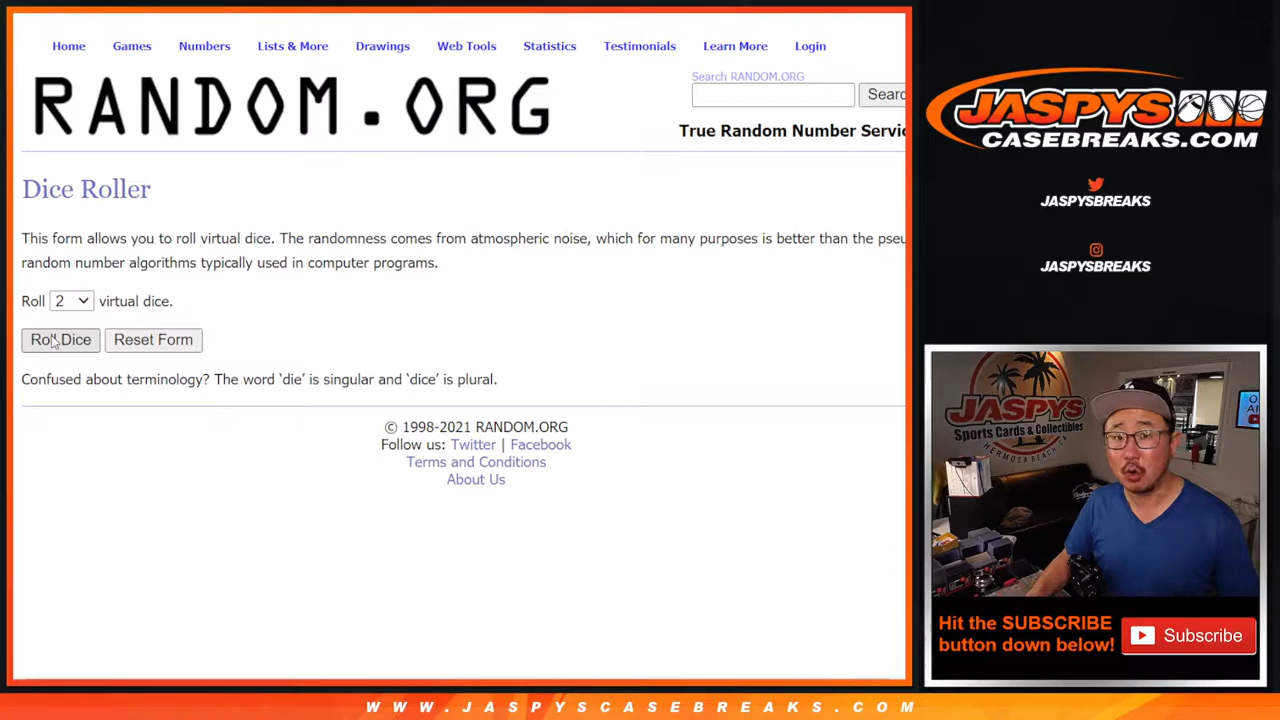 Home Games Numbers Lists & More Drawings Web Tools Statistics Testimonials Learn More Login
RANDOM.ORG
Search RANDOM.ORG
Searc
True Random Number Servic
Dice Roller
This form allows you to roll virtual dice. The randomness comes from atmospheric noise, which for many purposes is better than the pseu
random number algorithms typically used in computer programs.
Roll 2 virtual dice.
Roll Dice Reset Form
Confused about terminology? The word ‘die’ is singular and ‘dice’ is plural.
© 1998-2021 RANDOM.ORG
Follow us: Twitter | Facebook
Terms and Conditions
About Us
JASPYS
CASEBREAKS.COM
JASPYSBREAKS
JASPYSBREAKS
JASPYS
Sports Cards & Collectibles
HERMOSA BEACH, CA
Hit the SUBSCRIBE
button down below!
Subscribe
WWW.JASPYSCASEBREAKS.COM